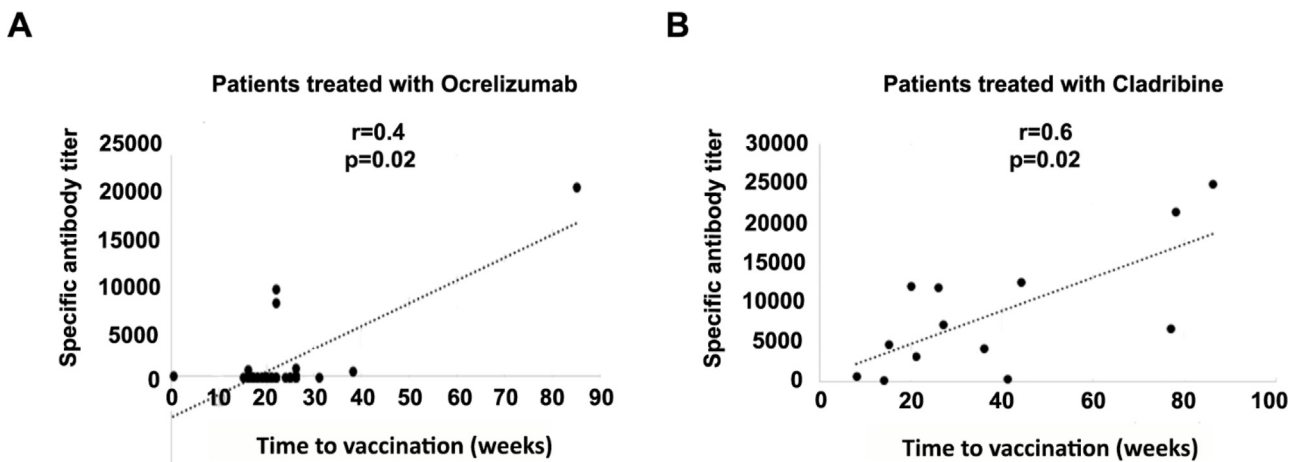 A
Patients treated with Ocrelizumab
r=0.4
p=0.02
Specific antibody titer
25000
20000
15000
10000
5000
0
0 10 20 30 40 50 60 70 80 90
Time to vaccination (weeks)
B
Patients treated with Cladribine
r=0.6
p=0.02
Specific antibody titer
30000
25000
20000
15000
10000
5000
0
0 20 40 60 80 100
Time to vaccination (weeks)